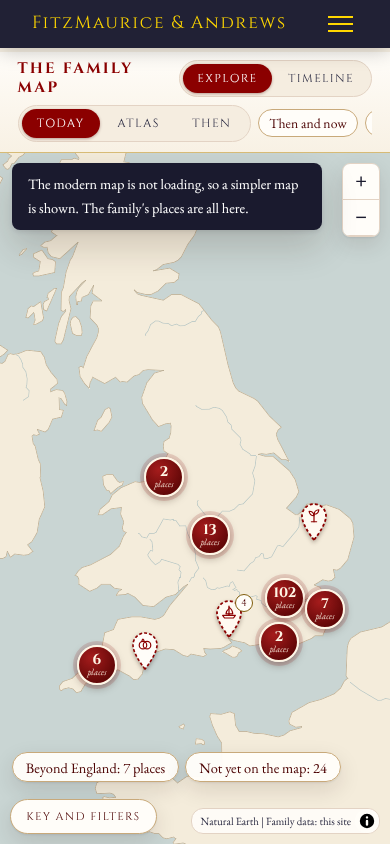 FitzMaurice & Andrews
THE FAMILY
MAP
EXPLORE
TIMELINE
TODAY
ATLAS
THEN
Then and now
The modern map is not loading, so a simpler map
is shown. The family's places are all here.
+
−
2
places
13
places
4
102
places
7
places
2
places
6
places
Beyond England: 7 places
Not yet on the map: 24
KEY AND FILTERS
Natural Earth | Family data: this site